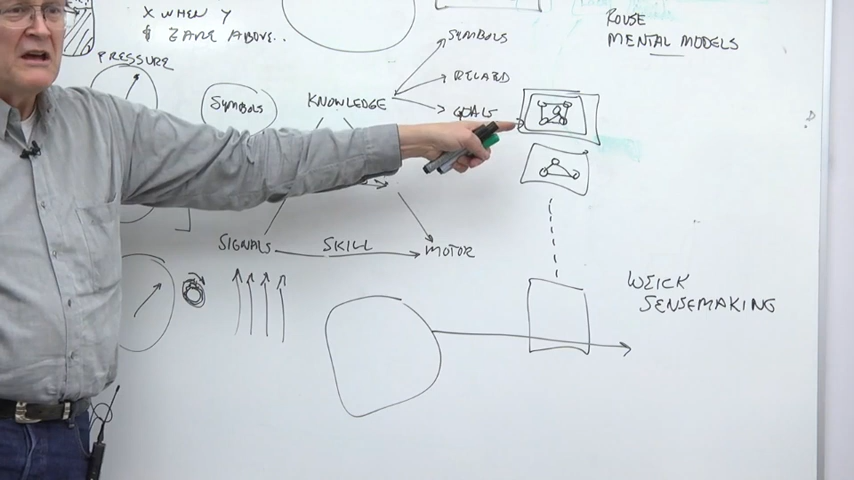 X WHEN Y
& Z ARE ABOVE..
PRESSURE
SYMBOLS
KNOWLEDGE
SYMBOLS
RELATED
GOALS
ROUSE
MENTAL MODELS
SIGNALS
SKILL
MOTOR
WEICK
SENSEMAKING